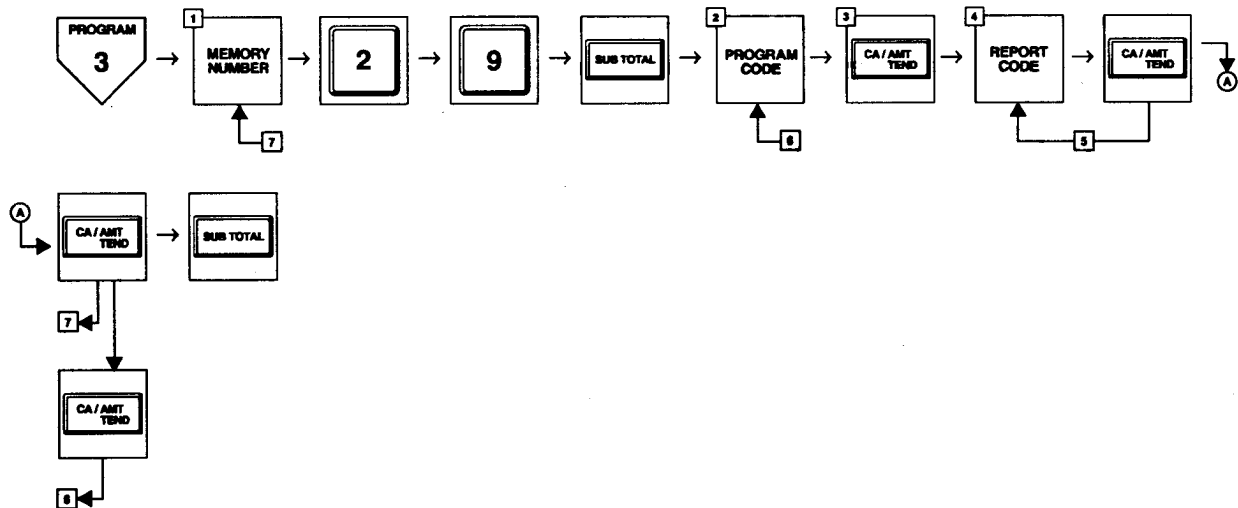 PROGRAM
3
1
MEMORY
NUMBER
7
2
9
SUB TOTAL
2
PROGRAM
CODE
6
3
CA / AMT
TEND
4
REPORT
CODE
5
CA / AMT
TEND
A
A
CA / AMT
TEND
SUB TOTAL
7
CA / AMT
TEND